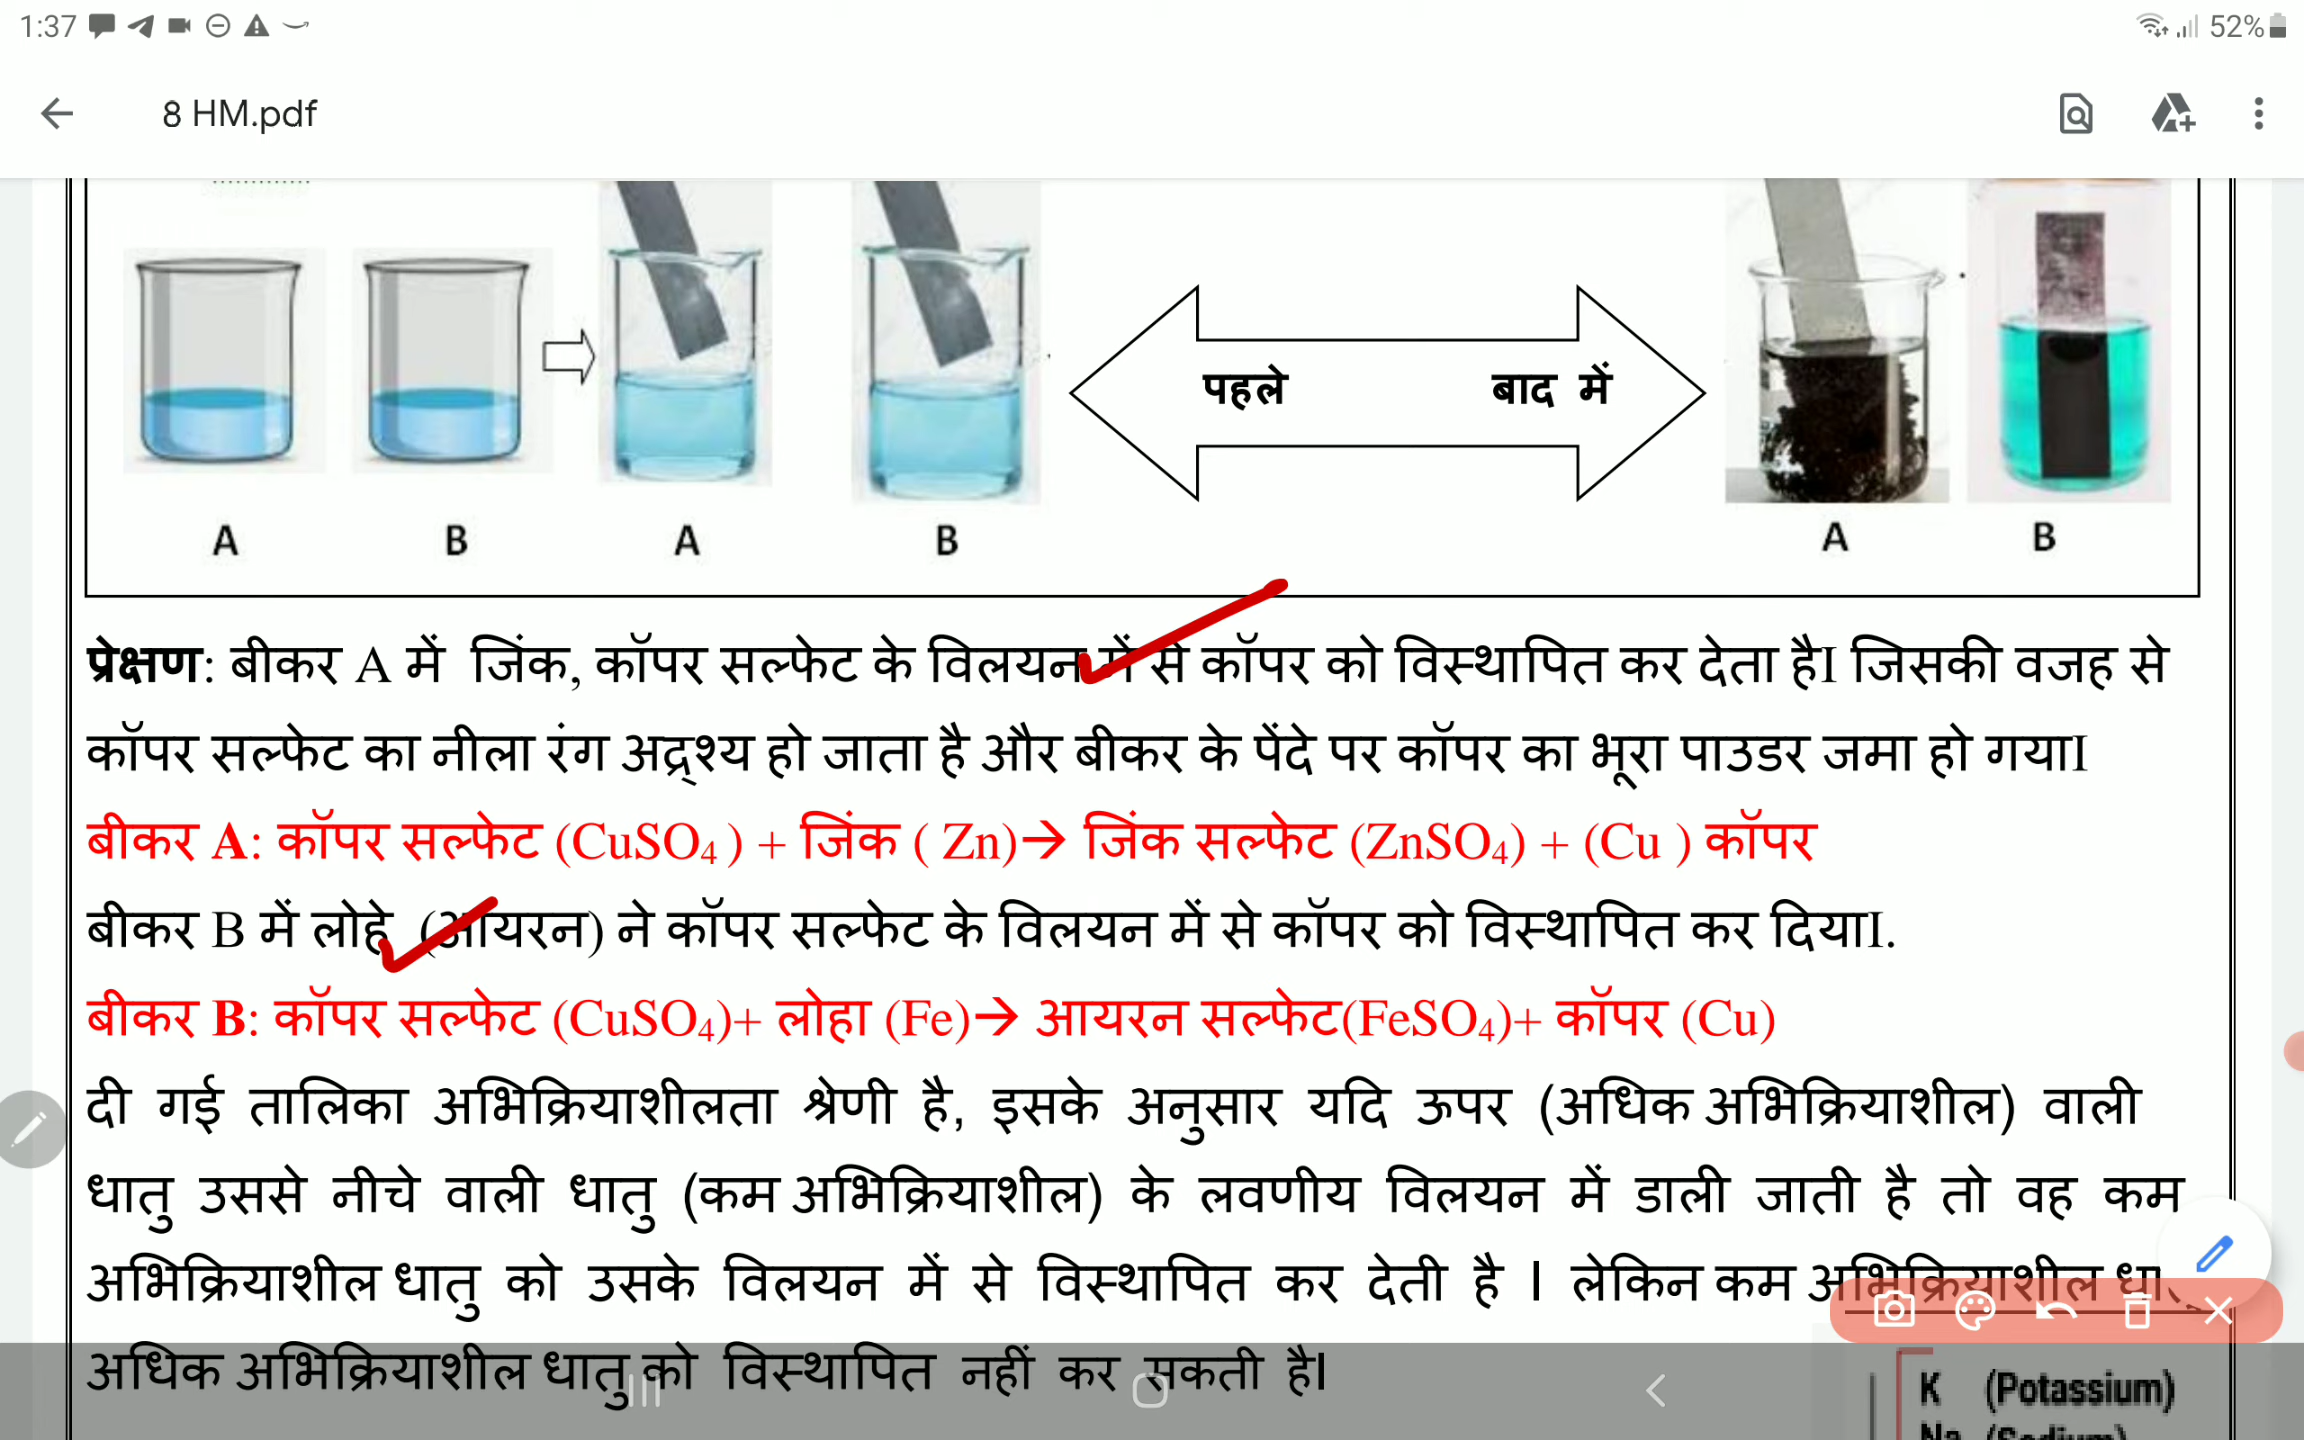 1:37
52%
8 HM.pdf
पहले बाद में
A B A B A B
प्रेक्षण: बीकर A में जिंक, कॉपर सल्फेट के विलयन में से कॉपर को विस्थापित कर देता हैI जिसकी वजह से
कॉपर सल्फेट का नीला रंग अद्र्श्य हो जाता है और बीकर के पेंदे पर कॉपर का भूरा पाउडर जमा हो गयाI
बीकर A: कॉपर सल्फेट (CuSO₄ ) + जिंक ( Zn)→ जिंक सल्फेट (ZnSO₄) + (Cu ) कॉपर
बीकर B में लोहे (आयरन) ने कॉपर सल्फेट के विलयन में से कॉपर को विस्थापित कर दियाI.
बीकर B: कॉपर सल्फेट (CuSO₄)+ लोहा (Fe)→ आयरन सल्फेट(FeSO₄)+ कॉपर (Cu)
दी गई तालिका अभिक्रियाशीलता श्रेणी है, इसके अनुसार यदि ऊपर (अधिक अभिक्रियाशील) वाली
धातु उससे नीचे वाली धातु (कम अभिक्रियाशील) के लवणीय विलयन में डाली जाती है तो वह कम
अभिक्रियाशील धातु को उसके विलयन में से विस्थापित कर देती है I लेकिन कम अभिक्रियाशील
अधिक अभिक्रियाशील धातु को विस्थापित नहीं कर सकती हैI
K (Potassium)
Na (Sodium)